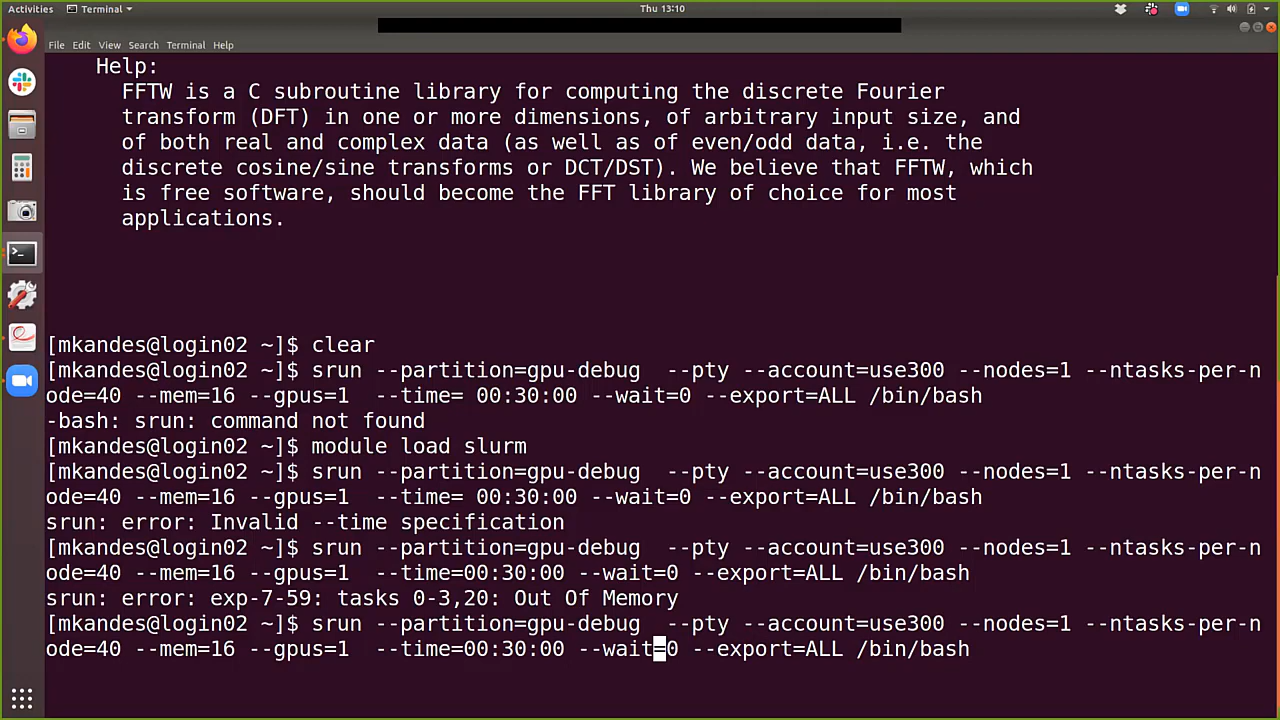 Activities Terminal Thu 13:10
File Edit View Search Terminal Help
Help:
FFTW is a C subroutine library for computing the discrete Fourier
transform (DFT) in one or more dimensions, of arbitrary input size, and
of both real and complex data (as well as of even/odd data, i.e. the
discrete cosine/sine transforms or DCT/DST). We believe that FFTW, which
is free software, should become the FFT library of choice for most
applications.
[mkandes@login02 ~]$ clear
[mkandes@login02 ~]$ srun --partition=gpu-debug  --pty --account=use300 --nodes=1 --ntasks-per-n
ode=40 --mem=16 --gpus=1  --time= 00:30:00 --wait=0 --export=ALL /bin/bash
-bash: srun: command not found
[mkandes@login02 ~]$ module load slurm
[mkandes@login02 ~]$ srun --partition=gpu-debug  --pty --account=use300 --nodes=1 --ntasks-per-n
ode=40 --mem=16 --gpus=1  --time= 00:30:00 --wait=0 --export=ALL /bin/bash
srun: error: Invalid --time specification
[mkandes@login02 ~]$ srun --partition=gpu-debug  --pty --account=use300 --nodes=1 --ntasks-per-n
ode=40 --mem=16 --gpus=1  --time=00:30:00 --wait=0 --export=ALL /bin/bash
srun: error: exp-7-59: tasks 0-3,20: Out Of Memory
[mkandes@login02 ~]$ srun --partition=gpu-debug  --pty --account=use300 --nodes=1 --ntasks-per-n
ode=40 --mem=16 --gpus=1  --time=00:30:00 --wait=0 --export=ALL /bin/bash